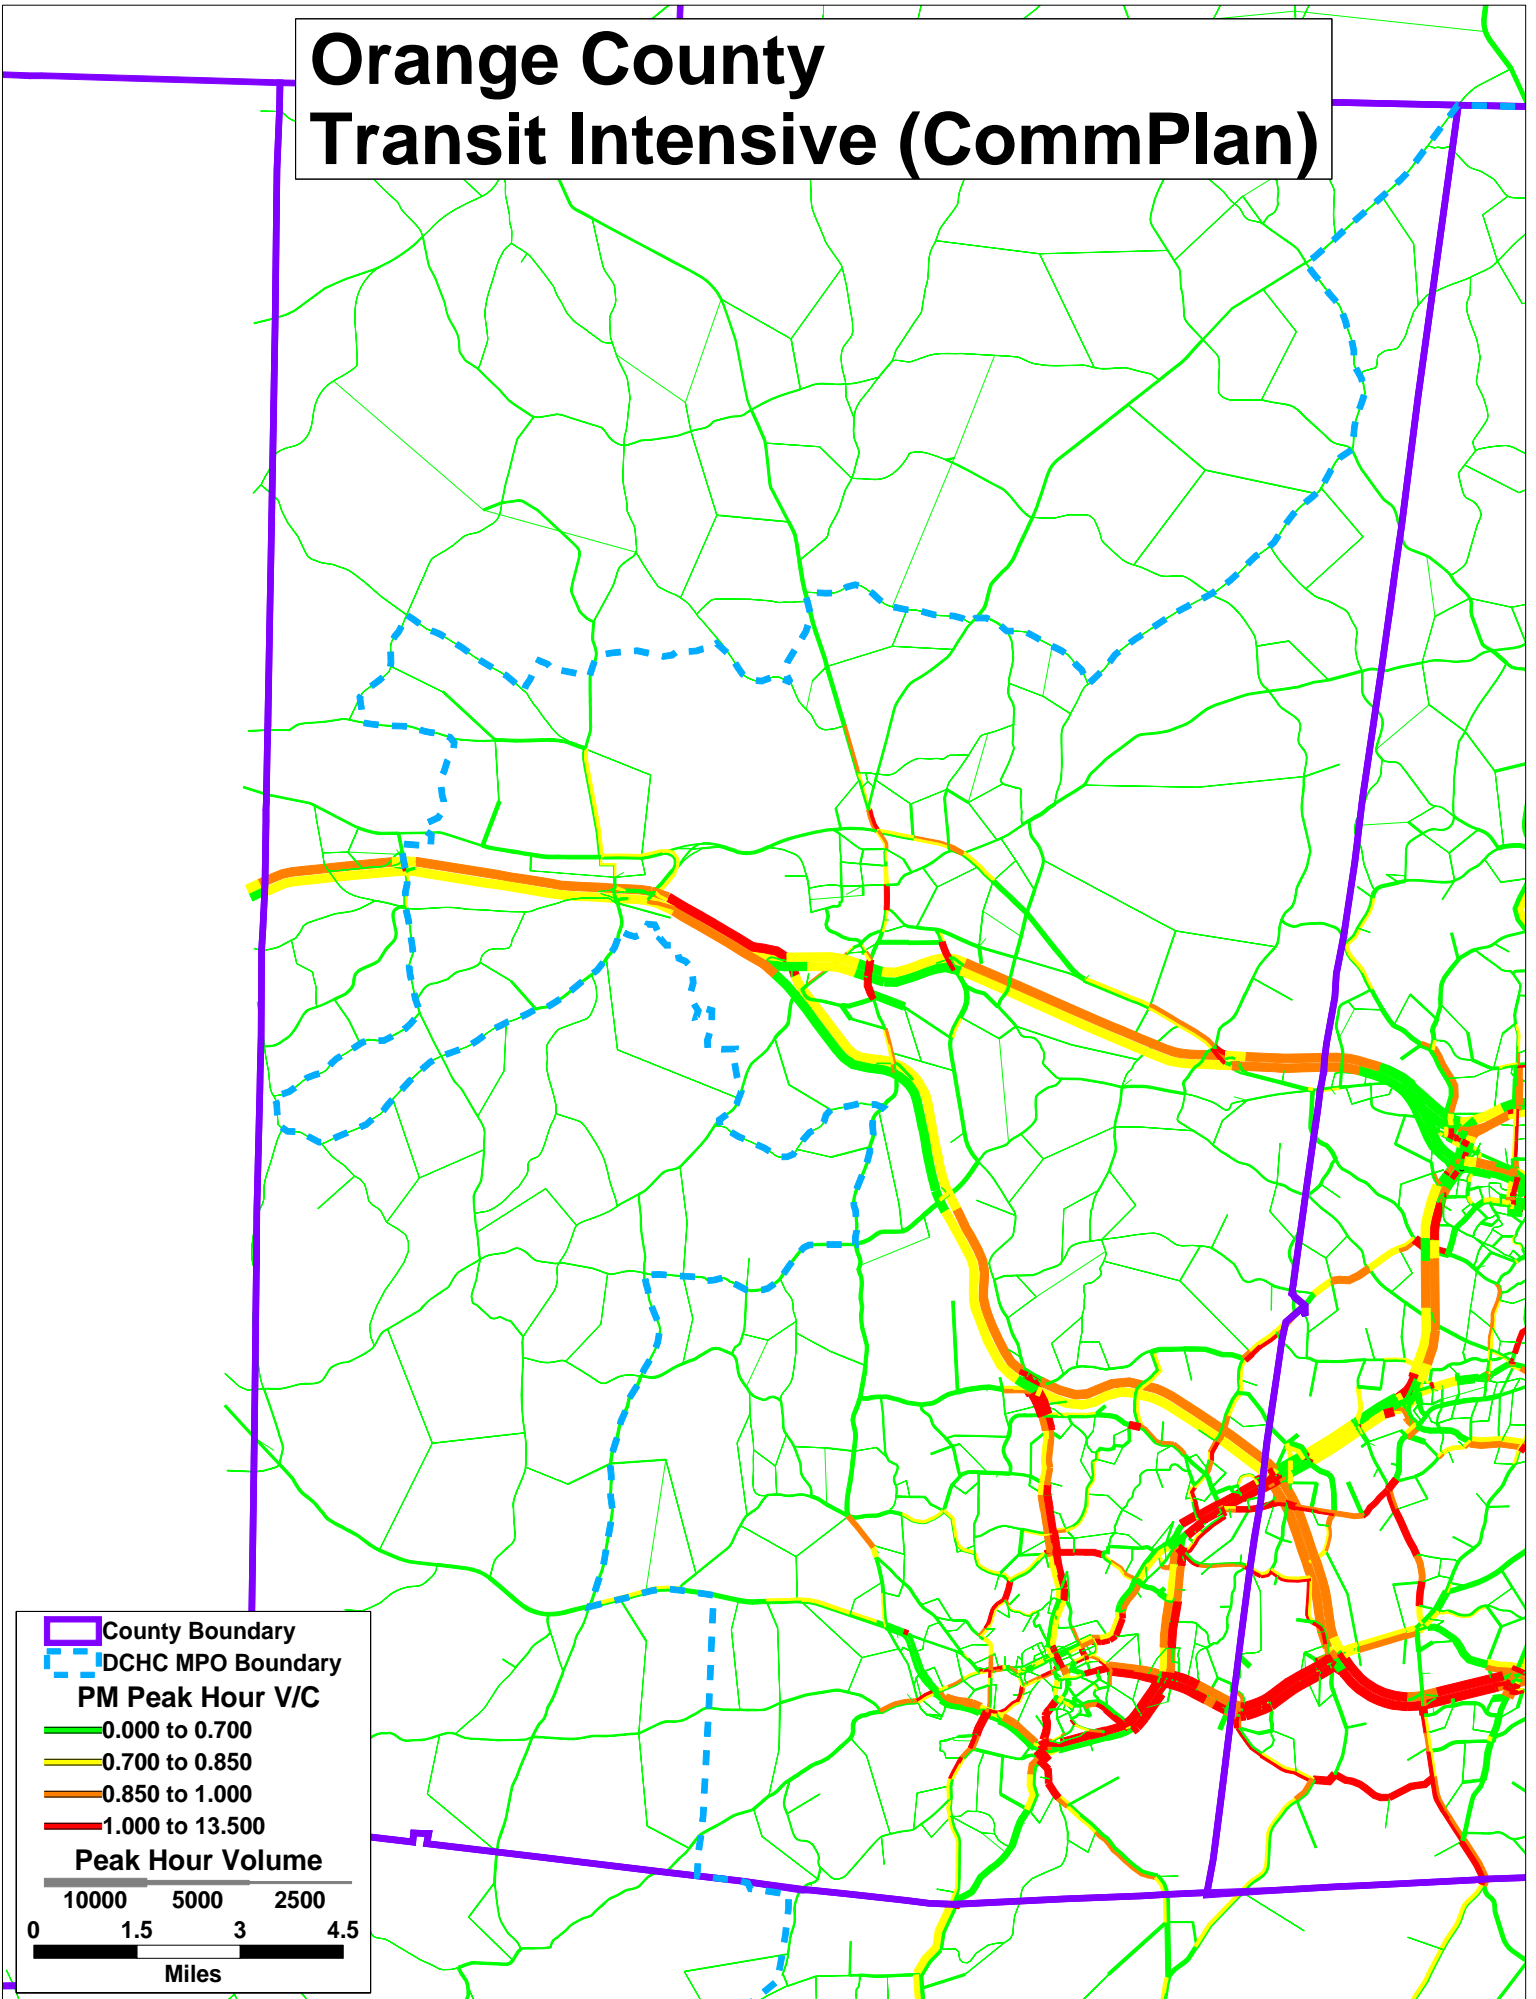 Orange County
Transit Intensive (CommPlan)
County Boundary
DCHC MPO Boundary
PM Peak Hour V/C
0.000 to 0.700
0.700 to 0.850
0.850 to 1.000
1.000 to 13.500
Peak Hour Volume
10000 5000 2500
0 1.5 3 4.5
Miles